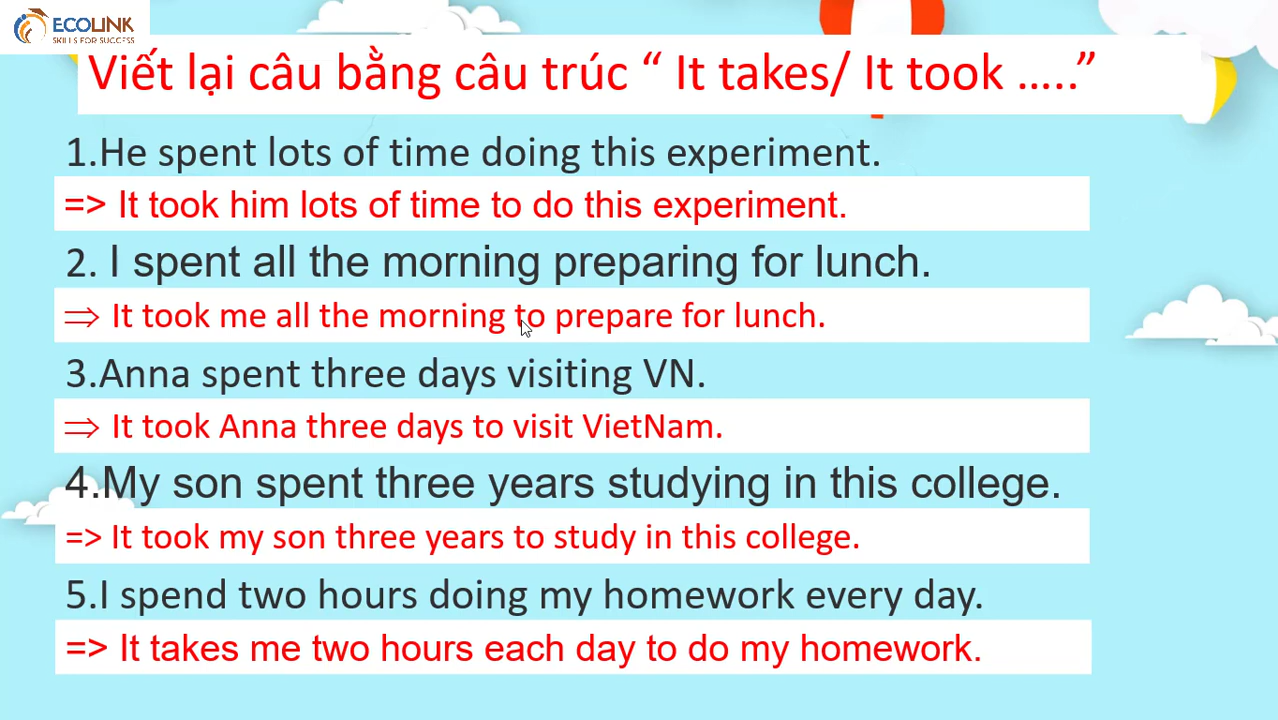 ECOLINK
SKILLS FOR SUCCESS
Viết lại câu bằng câu trúc “ It takes/ It took …..”
1.He spent lots of time doing this experiment.
=> It took him lots of time to do this experiment.
2. I spent all the morning preparing for lunch.
⇒ It took me all the morning to prepare for lunch.
3.Anna spent three days visiting VN.
⇒ It took Anna three days to visit VietNam.
4.My son spent three years studying in this college.
=> It took my son three years to study in this college.
5.I spend two hours doing my homework every day.
=> It takes me two hours each day to do my homework.